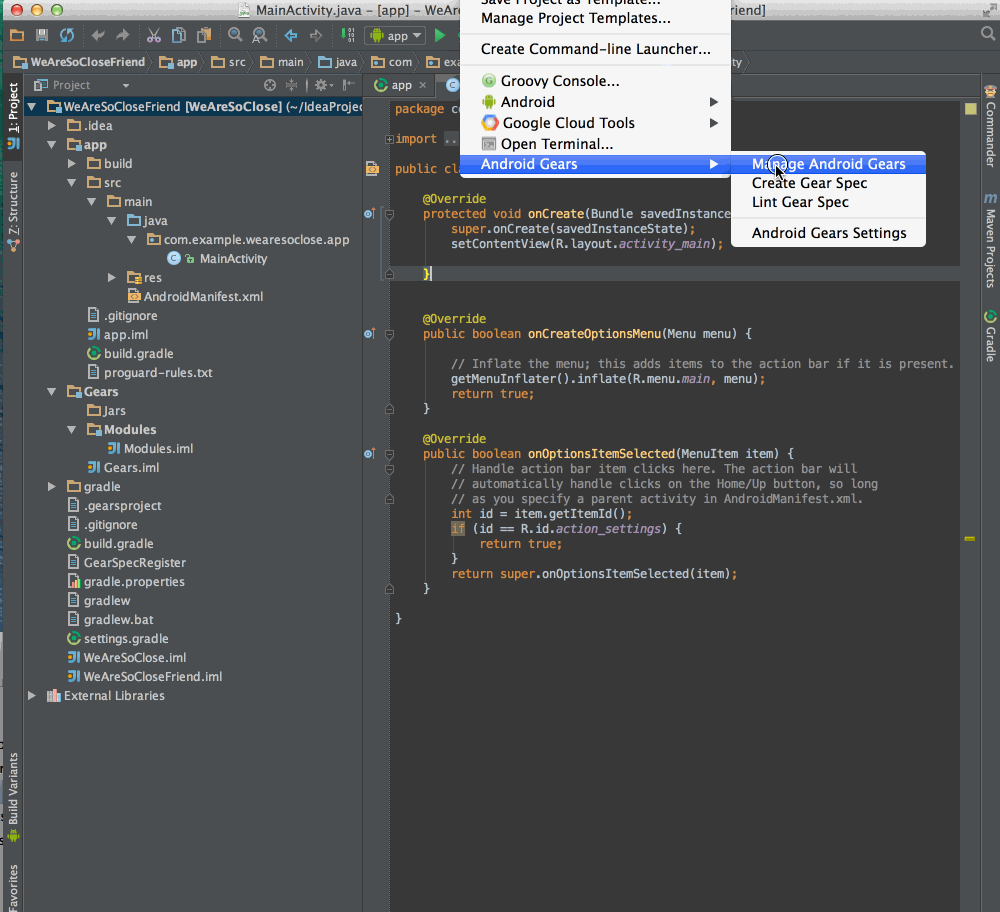 MainActivity.java – [app] – WeAre
Friend]
Save Project as Template...
Manage Project Templates...
Create Command-line Launcher...
Groovy Console...
Android
Google Cloud Tools
Open Terminal...
Android Gears
Manage Android Gears
Create Gear Spec
Lint Gear Spec
Android Gears Settings
app
WeAreSoCloseFriend
app
src
main
java
com
exa
ty
Project
app
1: Project
Z: Structure
Build Variants
Favorites
WeAreSoCloseFriend [WeAreSoClose] (~/IdeaProjec
.idea
app
build
src
main
java
com.example.wearesoclose.app
MainActivity
res
AndroidManifest.xml
.gitignore
app.iml
build.gradle
proguard-rules.txt
Gears
Jars
Modules
Modules.iml
Gears.iml
gradle
.gearsproject
.gitignore
build.gradle
GearSpecRegister
gradle.properties
gradlew
gradlew.bat
settings.gradle
WeAreSoClose.iml
WeAreSoCloseFriend.iml
External Libraries
package c
import ...
public cla
@Override
protected void onCreate(Bundle savedInstance
super.onCreate(savedInstanceState);
setContentView(R.layout.activity_main);
}
@Override
public boolean onCreateOptionsMenu(Menu menu) {
// Inflate the menu; this adds items to the action bar if it is present.
getMenuInflater().inflate(R.menu.main, menu);
return true;
}
@Override
public boolean onOptionsItemSelected(MenuItem item) {
// Handle action bar item clicks here. The action bar will
// automatically handle clicks on the Home/Up button, so long
// as you specify a parent activity in AndroidManifest.xml.
int id = item.getItemId();
if (id == R.id.action_settings) {
return true;
}
return super.onOptionsItemSelected(item);
}
}
Commander
Maven Projects
Gradle